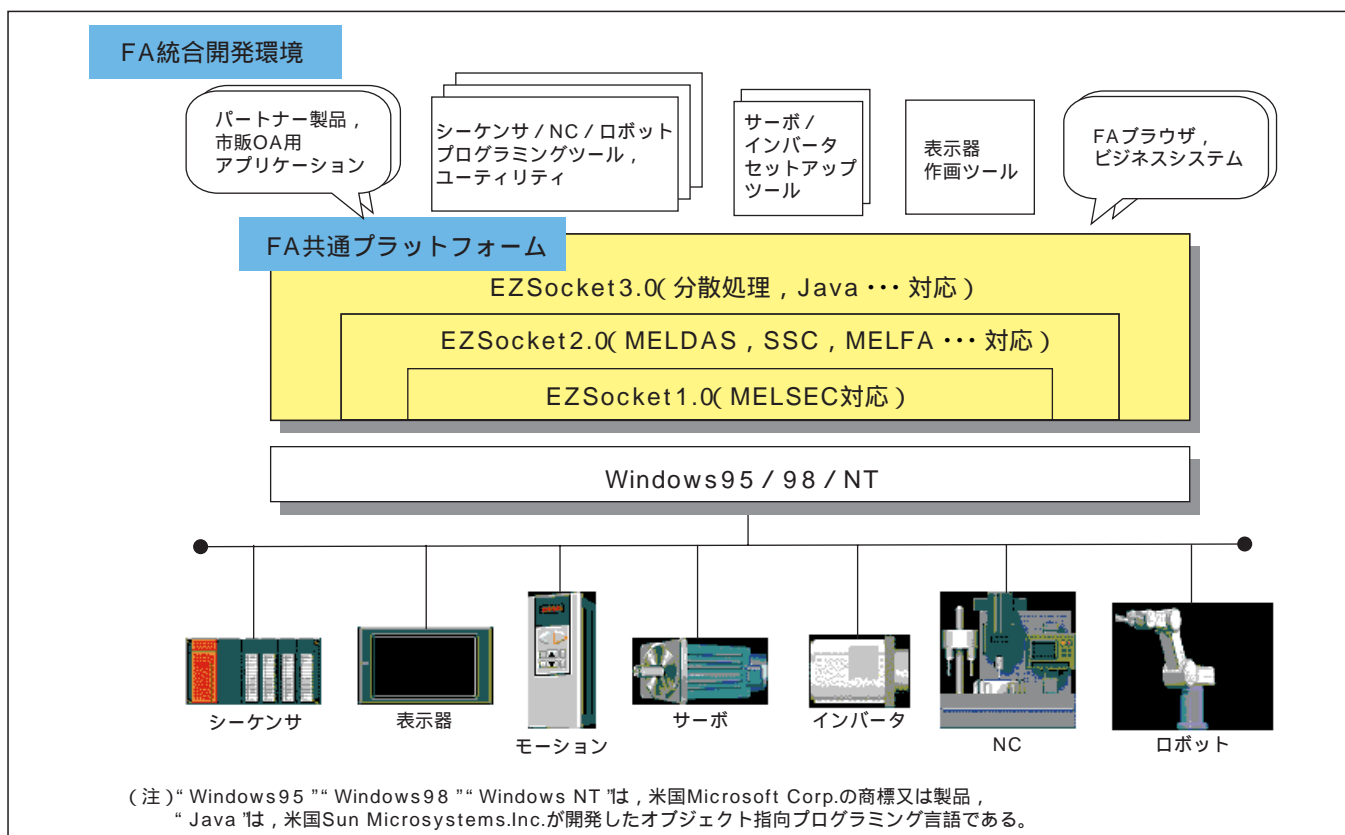 FA統合開発環境
パートナー製品，
市販OA用
アプリケーション
シーケンサ／NC／ロボット
プログラミングツール，
ユーティリティ
サーボ／
インバータ
セットアップ
ツール
表示器
作画ツール
FAブラウザ，
ビジネスシステム
FA共通プラットフォーム
EZSocket3.0（分散処理，Java・・・対応）
EZSocket2.0（MELDAS，SSC，MELFA・・・対応）
EZSocket1.0（MELSEC対応）
Windows95／98／NT
シーケンサ
表示器
モーション
サーボ
インバータ
NC
ロボット
（注）“Windows95”“Windows98”“Windows NT”は，米国Microsoft Corp.の商標又は製品，
“Java”は，米国Sun Microsystems.Inc.が開発したオブジェクト指向プログラミング言語である。